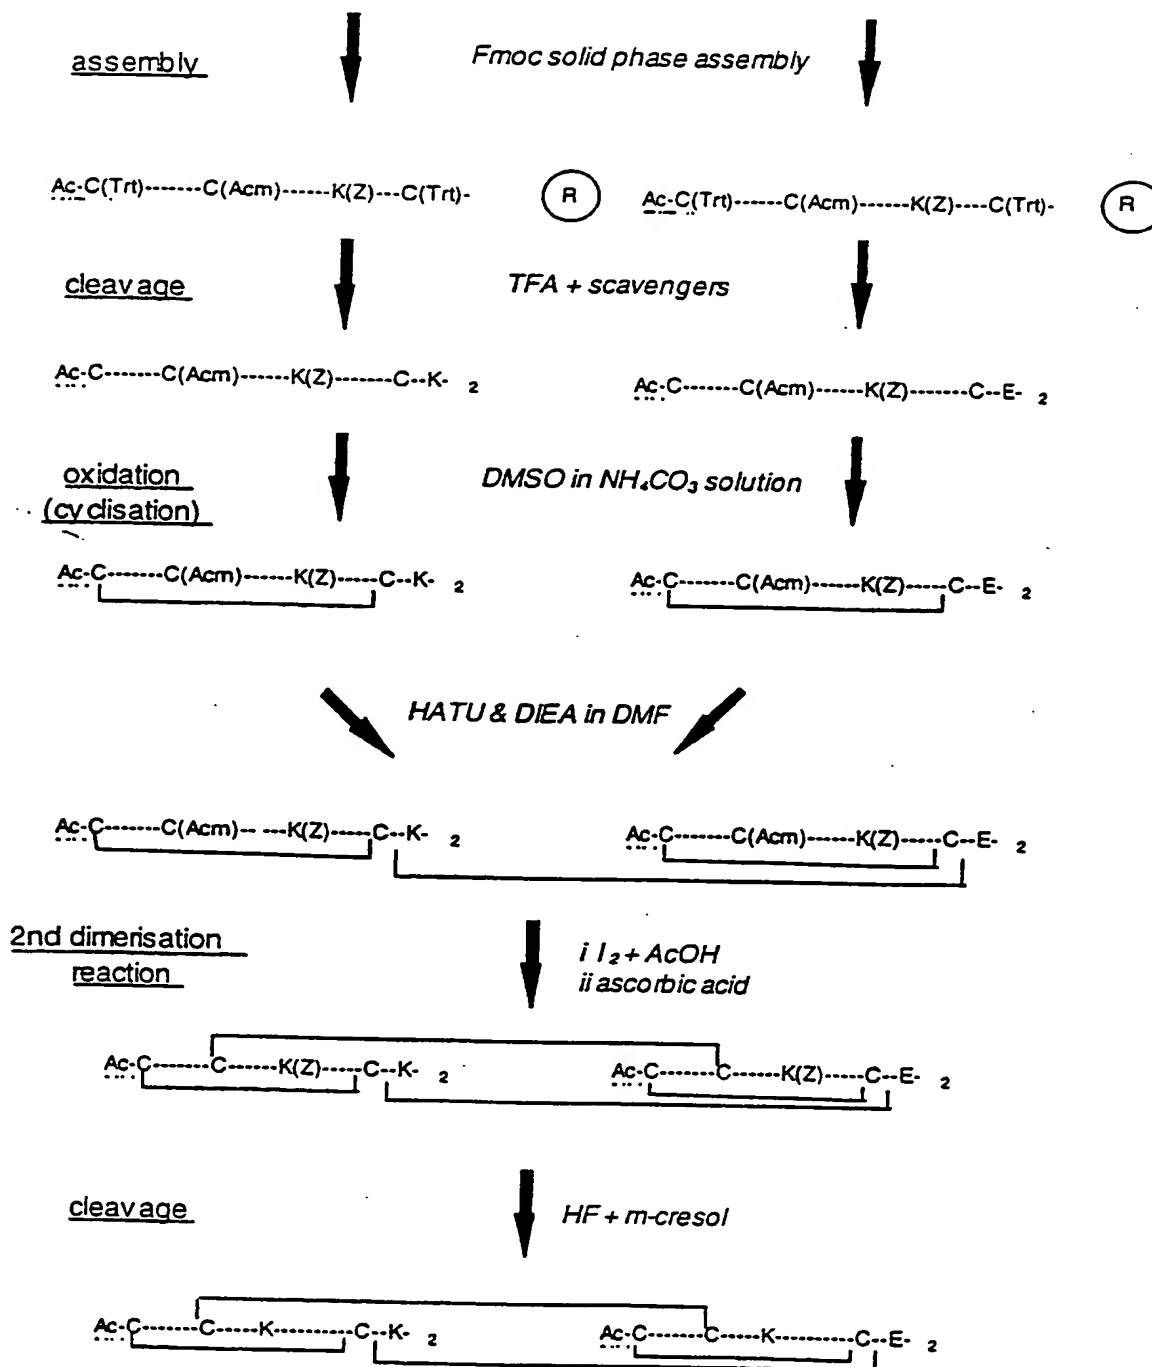 assembly
Fmoc solid phase assembly
Ac-C(Trt)-------C(Acm)------K(Z)---C(Trt)- R
Ac-C(Trt)------C(Acm)------K(Z)----C(Trt)- R
cleavage
TFA + scavengers
Ac-C-------C(Acm)------K(Z)-------C--K- 2
Ac-C-------C(Acm)------K(Z)-------C--E- 2
oxidation
(cyclisation)
DMSO in NH₄CO₃ solution
Ac-C-------C(Acm)------K(Z)-----C--K- 2
Ac-C-------C(Acm)------K(Z)-----C--E- 2
HATU & DIEA in DMF
Ac-C-------C(Acm)-- ---K(Z)-----C--K- 2
Ac-C-------C(Acm)------K(Z)-----C--E- 2
2nd dimerisation
reaction
i I₂ + AcOH
ii ascorbic acid
Ac-C-------C------K(Z)-----C--K- 2
Ac-C-------C------K(Z)-----C--E- 2
cleavage
HF + m-cresol
Ac-C-------C-----K---------C--K- 2
Ac-C-------C-----K---------C--E- 2